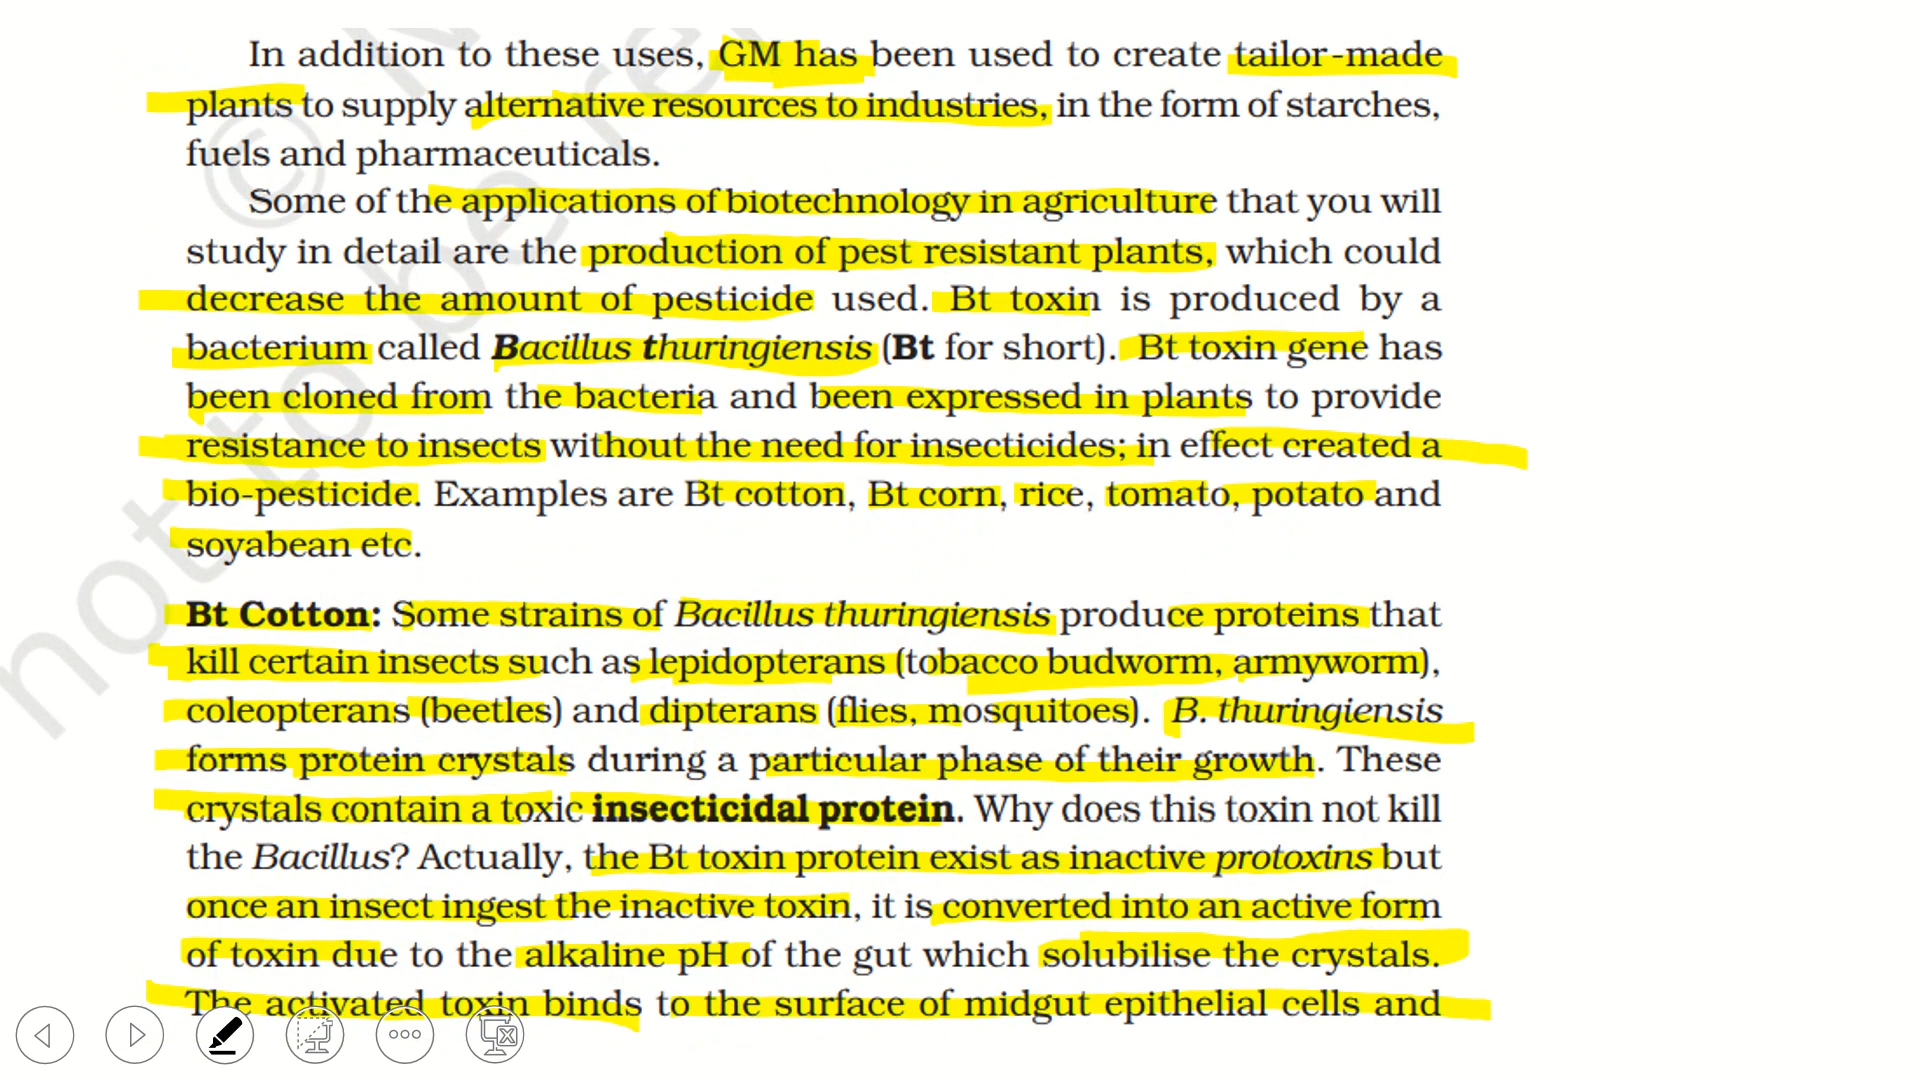 In addition to these uses, GM has been used to create tailor-made
plants to supply alternative resources to industries, in the form of starches,
fuels and pharmaceuticals.
Some of the applications of biotechnology in agriculture that you will
study in detail are the production of pest resistant plants, which could
decrease the amount of pesticide used. Bt toxin is produced by a
bacterium called Bacillus thuringiensis (Bt for short). Bt toxin gene has
been cloned from the bacteria and been expressed in plants to provide
resistance to insects without the need for insecticides; in effect created a
bio-pesticide. Examples are Bt cotton, Bt corn, rice, tomato, potato and
soyabean etc.
Bt Cotton: Some strains of Bacillus thuringiensis produce proteins that
kill certain insects such as lepidopterans (tobacco budworm, armyworm),
coleopterans (beetles) and dipterans (flies, mosquitoes). B. thuringiensis
forms protein crystals during a particular phase of their growth. These
crystals contain a toxic insecticidal protein. Why does this toxin not kill
the Bacillus? Actually, the Bt toxin protein exist as inactive protoxins but
once an insect ingest the inactive toxin, it is converted into an active form
of toxin due to the alkaline pH of the gut which solubilise the crystals.
The activated toxin binds to the surface of midgut epithelial cells and
©
not to be re